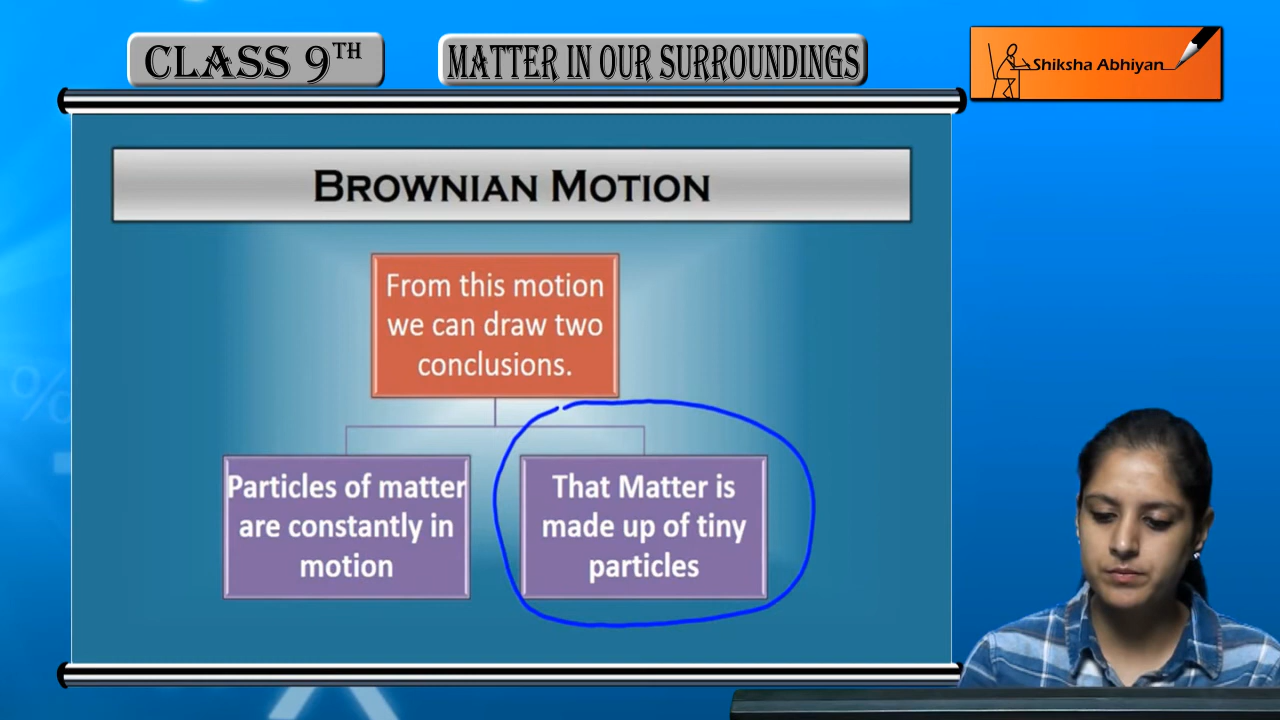 CLASS 9TH
MATTER IN OUR SURROUNDINGS
Shiksha Abhiyan
BROWNIAN MOTION
From this motion
we can draw two
conclusions.
Particles of matter
are constantly in
motion
That Matter is
made up of tiny
particles
%